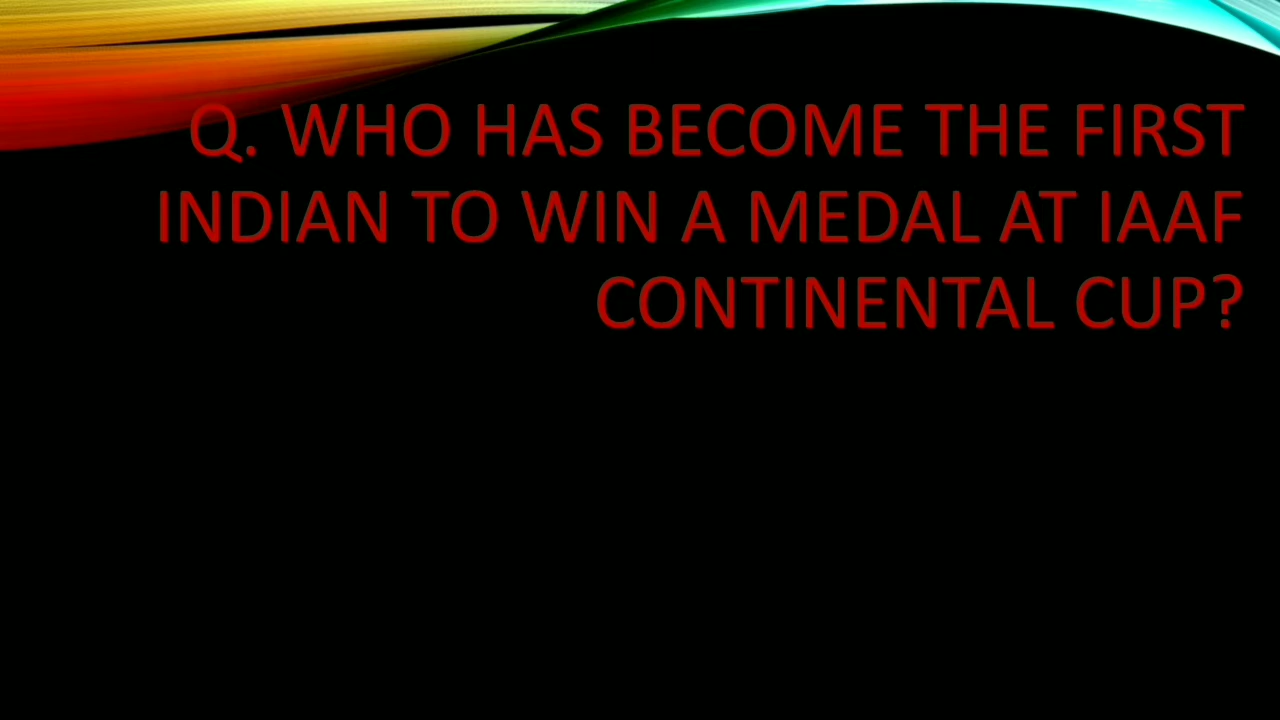 Q. WHO HAS BECOME THE FIRST
INDIAN TO WIN A MEDAL AT IAAF
CONTINENTAL CUP?